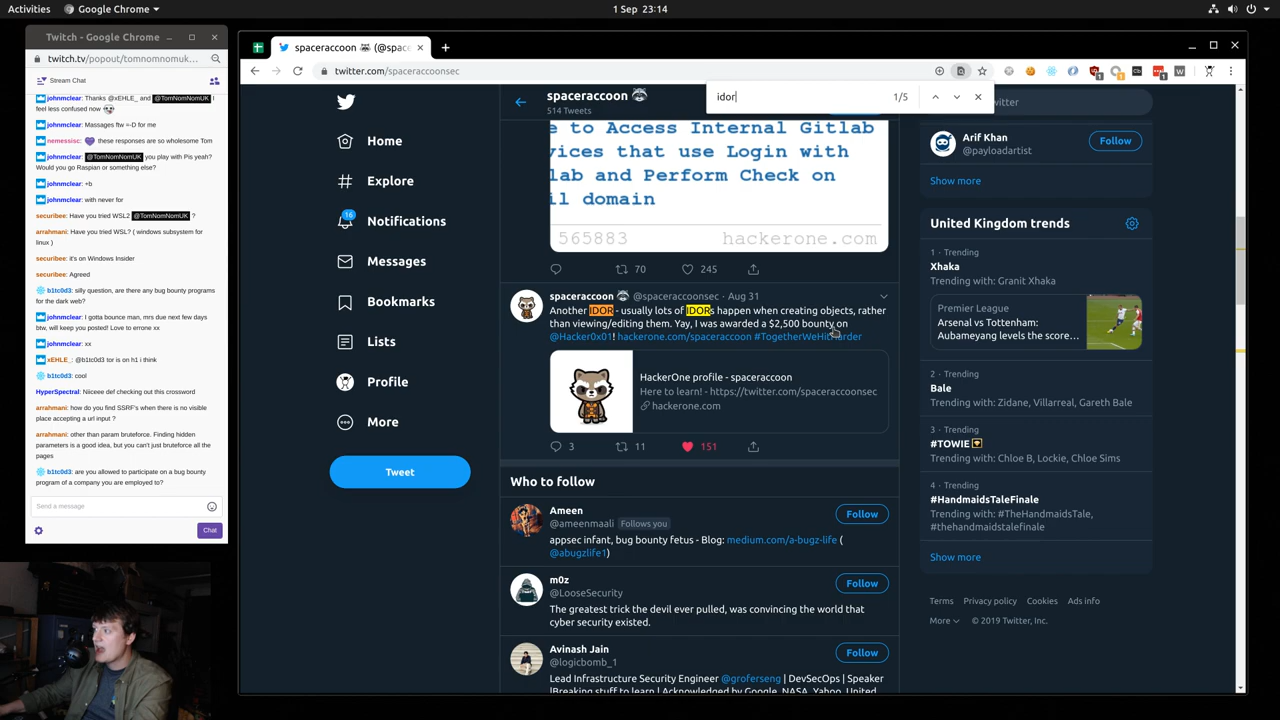 Activities
Google Chrome
1 Sep 23:14
Twitch - Google Chrome
twitch.tv/popout/tomnomnomuk...
Stream Chat
johnmclear: Thanks @xEHLE_ and @TomNomNomUK I
feel less confused now
johnmclear: Massages ftw =-D for me
nemessisc: these responses are so wholesome Tom
johnmclear: @TomNomNomUK you play with Pis yeah?
Would you go Raspian or something else?
johnmclear: +b
johnmclear: with never for
securibee: Have you tried WSL2 @TomNomNomUK ?
arrahmani: Have you tried WSL? ( windows subsystem for
linux )
securibee: it's on Windows Insider
securibee: Agreed
b1tc0d3: silly question, are there any bug bounty programs
for the dark web?
johnmclear: I gotta bounce, mrs due next few days
btw, will keep you posted! Love to errone xx
johnmclear: xx
xEHLE_: @b1tc0d3 tor is on h1 i think
b1tc0d3: cool
HyperSpectral: Niiceee def checking out this crossword
arrahmani: how do you find SSRF's when there is no visible
place accepting a url input ?
arrahmani: other than param bruteforce. Finding hidden
parameters is a good idea, but you can't just bruteforce all the
pages
b1tc0d3: are you allowed to participate on a bug bounty
program of a company you are employed to?
Send a message
Chat
spaceraccoon (@spac
twitter.com/spaceraccoonsec
idor
1/5
Home
Explore
16
Notifications
Messages
Bookmarks
Lists
Profile
More
Tweet
spaceraccoon
514 Tweets
e to Access Internal Gitlab
vices that use Login with
lab and Perform Check on
il domain
565883
hackerone.com
70
245
spaceraccoon @spaceraccoonsec · Aug 31
Another IDOR - usually lots of IDORs happen when creating objects, rather
than viewing/editing them. Yay, I was awarded a $2,500 bounty on
@Hacker0x01! hackerone.com/spaceraccoon #TogetherWeHitHarder
HackerOne profile - spaceraccoon
Here to learn! - https://twitter.com/spaceraccoonsec
hackerone.com
3
11
151
Who to follow
Ameen
@ameenmaali Follows you
Follow
appsec infant, bug bounty fetus - Blog: medium.com/a-bugz-life (
@abugzlife1)
m0z
@LooseSecurity
Follow
The greatest trick the devil ever pulled, was convincing the world that
cyber security existed.
Avinash Jain
@logicbomb_1
Follow
Lead Infrastructure Security Engineer @groferseng | DevSecOps | Speaker
|Breaking stuff to learn | Acknowledged by Google, NASA, Yahoo, United
witter
Arif Khan
@payloadartist
Follow
Show more
United Kingdom trends
1 · Trending
Xhaka
Trending with: Granit Xhaka
Premier League
Arsenal vs Tottenham:
Aubameyang levels the score...
2 · Trending
Bale
Trending with: Zidane, Villarreal, Gareth Bale
3 · Trending
#TOWIE
Trending with: Chloe B, Lockie, Chloe Sims
4 · Trending
#HandmaidsTaleFinale
Trending with: #TheHandmaidsTale,
#thehandmaidstalefinale
Show more
Terms Privacy policy Cookies Ads info
More © 2019 Twitter, Inc.